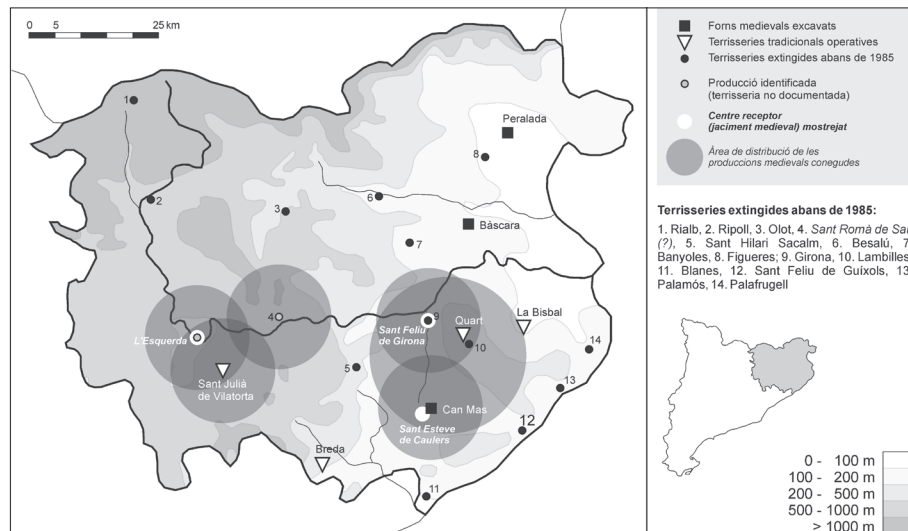 0 5 25 km
1
2
3
4
5
6
7
8
9
10
11
12
13
14
Peralada
Bàscara
La Bisbal
Quart
Sant Feliu
de Girona
L'Esquerda
Sant Julià
de Vilatorta
Can Mas
Sant Esteve
de Caulers
Breda
Forns medievals excavats
Terrisseries tradicionals operatives
Terrisseries extingides abans de 1985
Producció identificada
(terrisseria no documentada)
Centre receptor
(jaciment medieval) mostrejat
Àrea de distribució de les
produccions medievals conegudes
Terrisseries extingides abans de 1985:
1. Rialb, 2. Ripoll, 3. Olot, 4. Sant Romà de Sau
(?), 5. Sant Hilari Sacalm, 6. Besalú, 7.
Banyoles, 8. Figueres; 9. Girona, 10. Lambilles,
11. Blanes, 12. Sant Feliu de Guíxols, 13.
Palamós, 14. Palafrugell
0 - 100 m
100 - 200 m
200 - 500 m
500 - 1000 m
> 1000 m